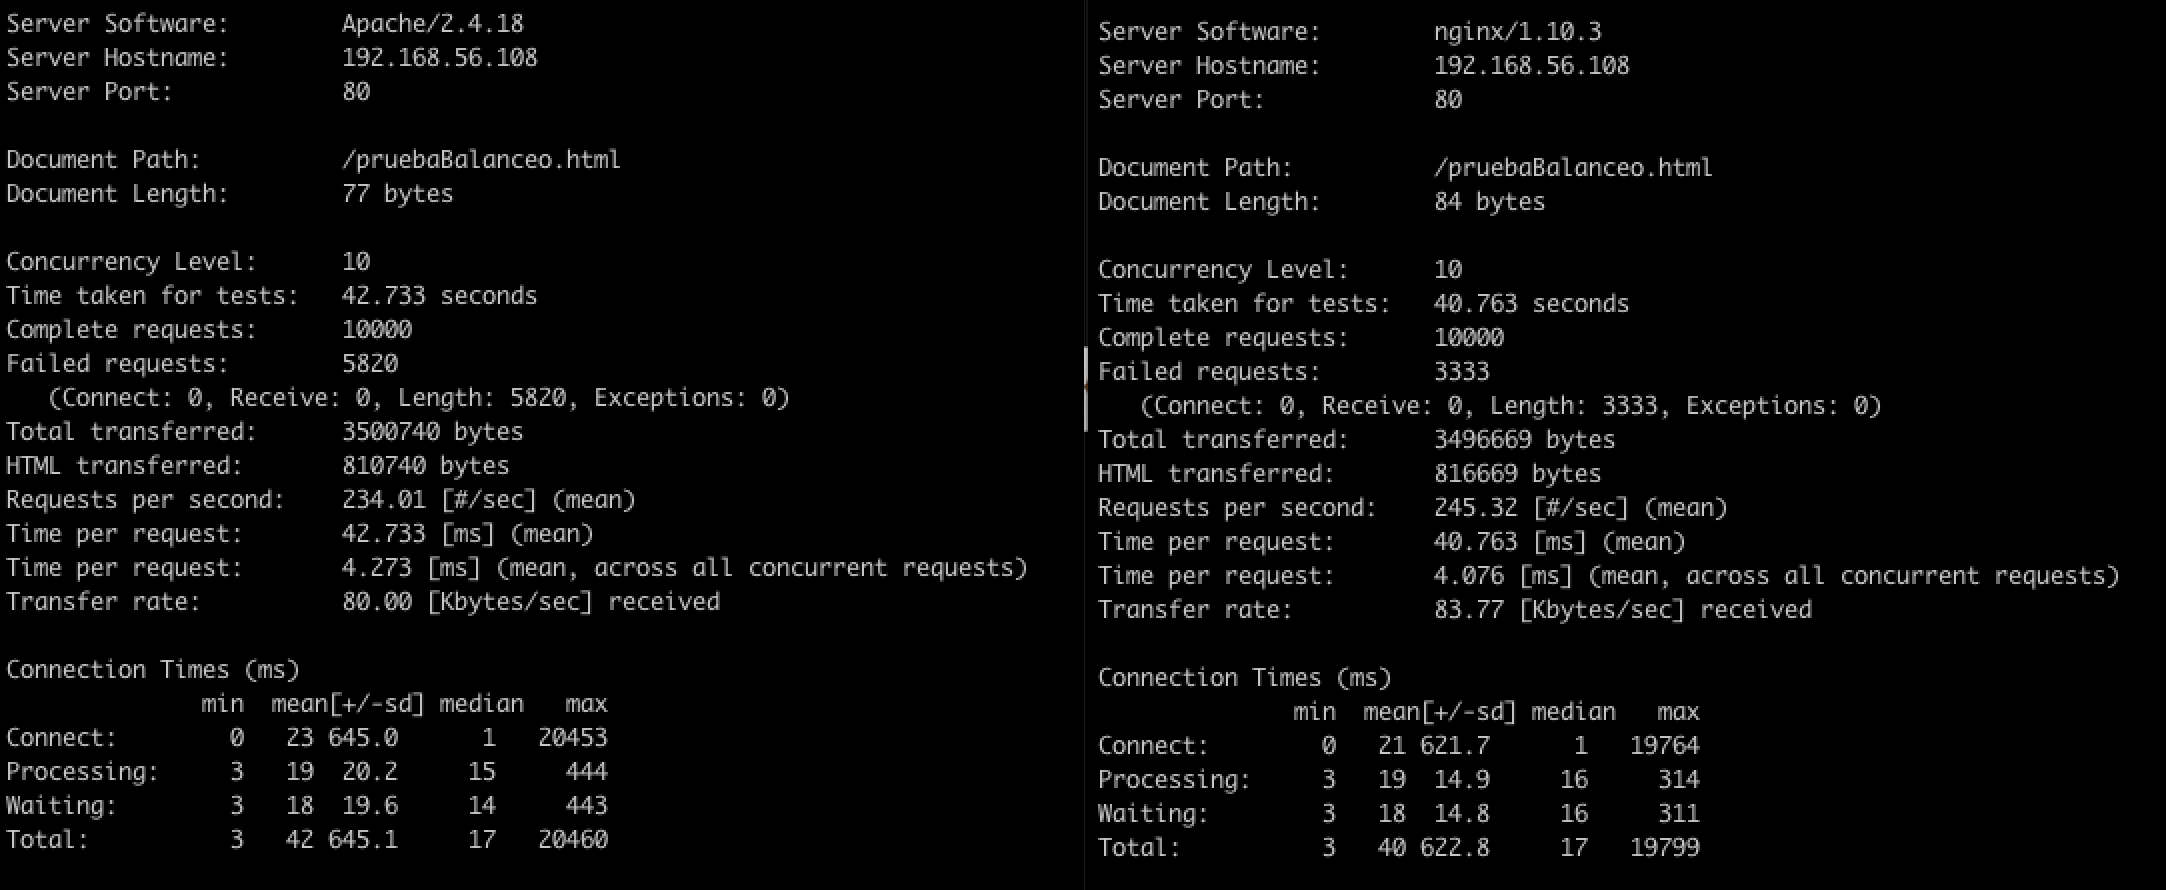 Server Software:        Apache/2.4.18
Server Hostname:        192.168.56.108
Server Port:            80

Document Path:          /pruebaBalanceo.html
Document Length:        77 bytes

Concurrency Level:      10
Time taken for tests:   42.733 seconds
Complete requests:      10000
Failed requests:        5820
   (Connect: 0, Receive: 0, Length: 5820, Exceptions: 0)
Total transferred:      3500740 bytes
HTML transferred:       810740 bytes
Requests per second:    234.01 [#/sec] (mean)
Time per request:       42.733 [ms] (mean)
Time per request:       4.273 [ms] (mean, across all concurrent requests)
Transfer rate:          80.00 [Kbytes/sec] received

Connection Times (ms)
              min  mean[+/-sd] median   max
Connect:        0   23 645.0      1   20453
Processing:     3   19  20.2     15     444
Waiting:        3   18  19.6     14     443
Total:          3   42 645.1     17   20460

Server Software:        nginx/1.10.3
Server Hostname:        192.168.56.108
Server Port:            80

Document Path:          /pruebaBalanceo.html
Document Length:        84 bytes

Concurrency Level:      10
Time taken for tests:   40.763 seconds
Complete requests:      10000
Failed requests:        3333
   (Connect: 0, Receive: 0, Length: 3333, Exceptions: 0)
Total transferred:      3496669 bytes
HTML transferred:       816669 bytes
Requests per second:    245.32 [#/sec] (mean)
Time per request:       40.763 [ms] (mean)
Time per request:       4.076 [ms] (mean, across all concurrent requests)
Transfer rate:          83.77 [Kbytes/sec] received

Connection Times (ms)
              min  mean[+/-sd] median   max
Connect:        0   21 621.7      1   19764
Processing:     3   19  14.9     16     314
Waiting:        3   18  14.8     16     311
Total:          3   40 622.8     17   19799